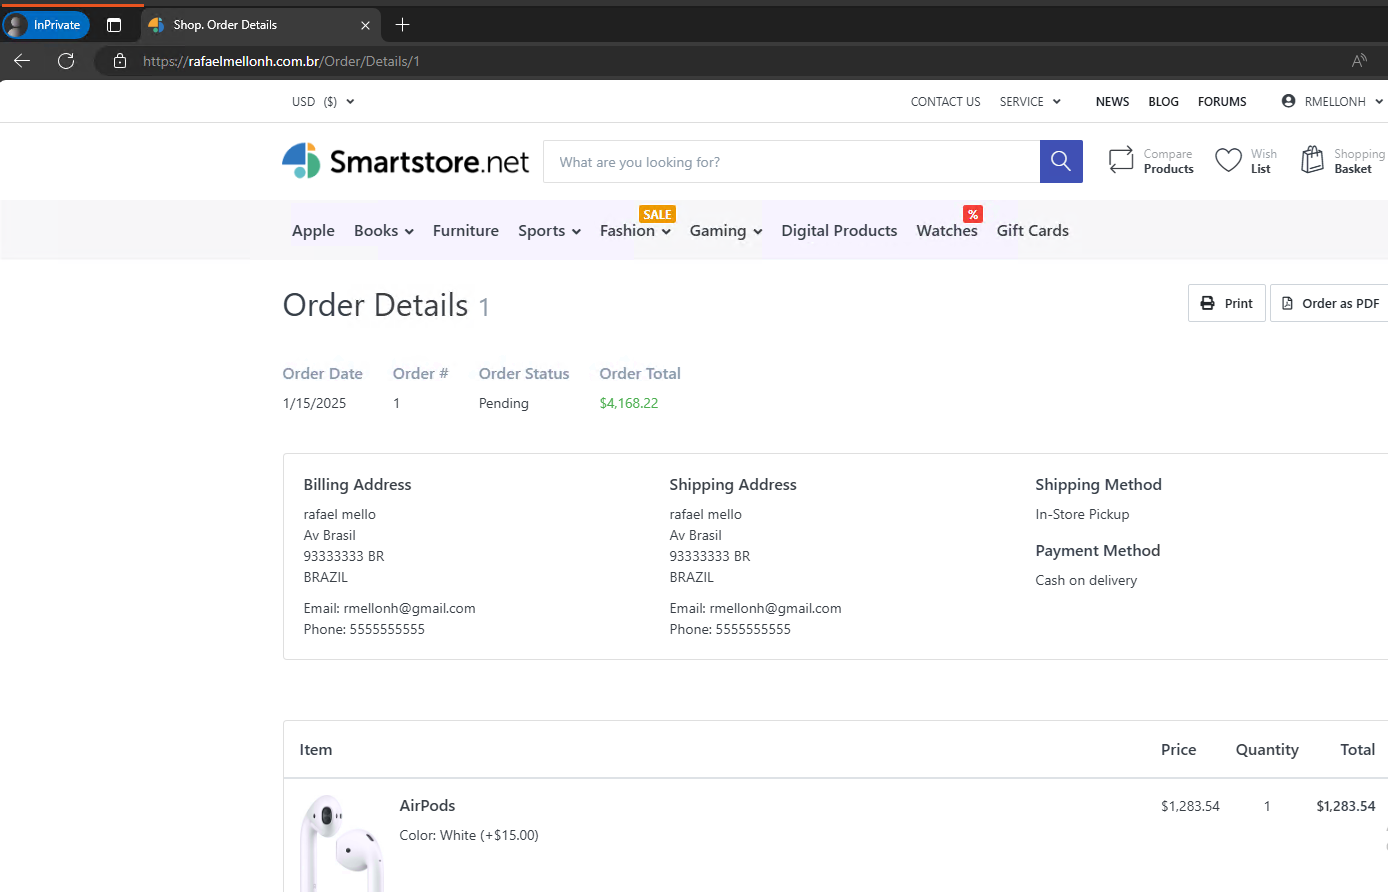 InPrivate
Shop. Order Details
https://rafaelmellonh.com.br/Order/Details/1
USD ($)
CONTACT US SERVICE NEWS BLOG FORUMS RMELLONH
Smartstore.net
What are you looking for?
Compare Products
Wish List
Shopping Basket
SALE
%
Apple Books Furniture Sports Fashion Gaming Digital Products Watches Gift Cards
Order Details 1
Print
Order as PDF
Order Date Order # Order Status Order Total
1/15/2025 1 Pending $4,168.22
Billing Address
rafael mello
Av Brasil
93333333 BR
BRAZIL
Email: rmellonh@gmail.com
Phone: 5555555555
Shipping Address
rafael mello
Av Brasil
93333333 BR
BRAZIL
Email: rmellonh@gmail.com
Phone: 5555555555
Shipping Method
In-Store Pickup
Payment Method
Cash on delivery
Item Price Quantity Total
AirPods $1,283.54 1 $1,283.54
Color: White (+$15.00)